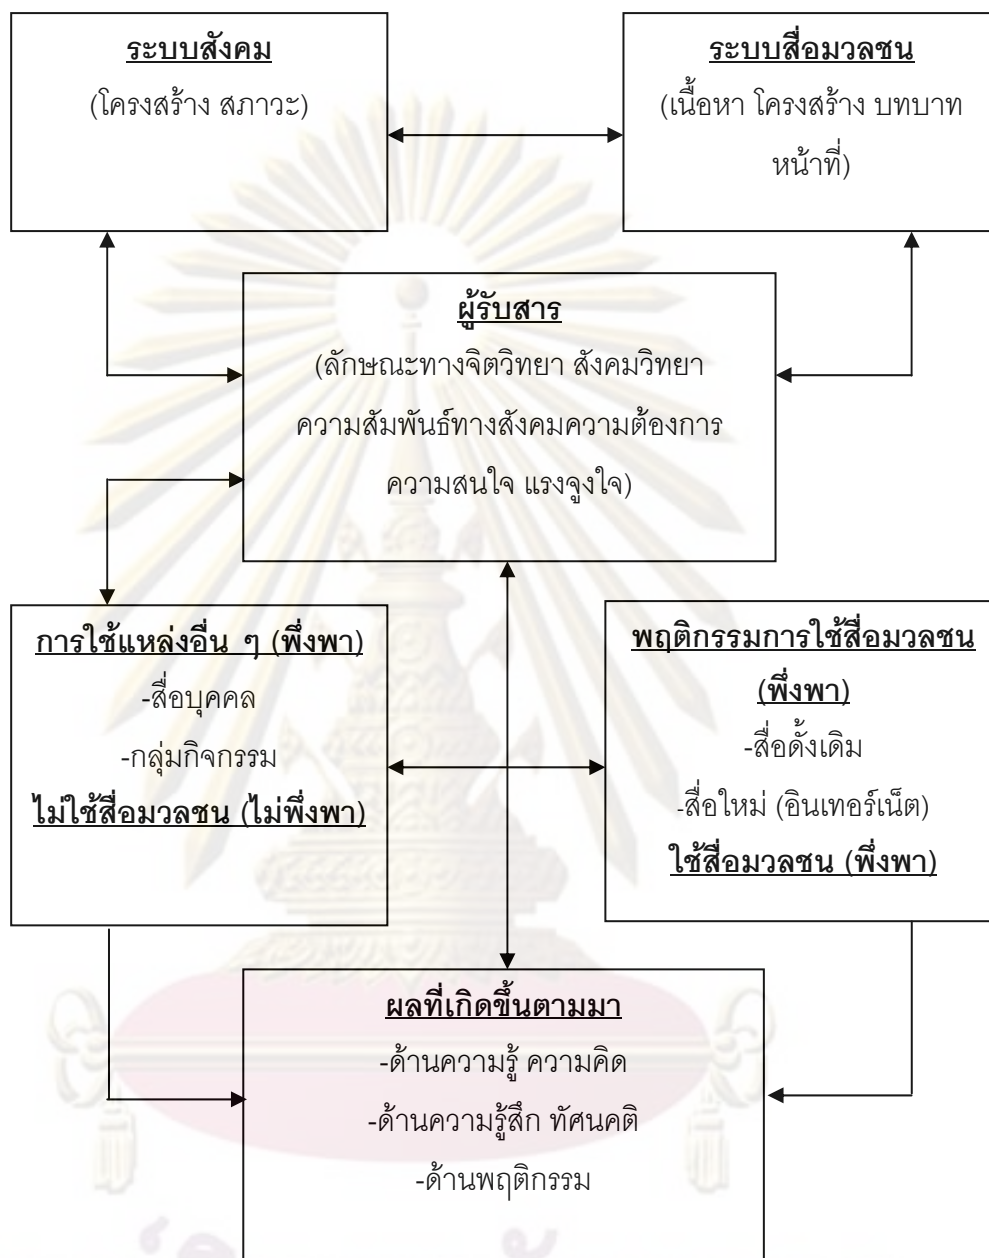 ระบบสังคม
(โครงสร้าง สภาวะ)
ระบบสื่อมวลชน
(เนื้อหา โครงสร้าง บทบาท
หน้าที่)
ผู้รับสาร
(ลักษณะทางจิตวิทยา สังคมวิทยา
ความสัมพันธ์ทางสังคมความต้องการ
ความสนใจ แรงจูงใจ)
การใช้แหล่งอื่น ๆ (พึ่งพา)
-สื่อบุคคล
-กลุ่มกิจกรรม
ไม่ใช้สื่อมวลชน (ไม่พึ่งพา)
พฤติกรรมการใช้สื่อมวลชน
(พึ่งพา)
-สื่อดั้งเดิม
-สื่อใหม่ (อินเทอร์เน็ต)
ใช้สื่อมวลชน (พึ่งพา)
ผลที่เกิดขึ้นตามมา
-ด้านความรู้ ความคิด
-ด้านความรู้สึก ทัศนคติ
-ด้านพฤติกรรม